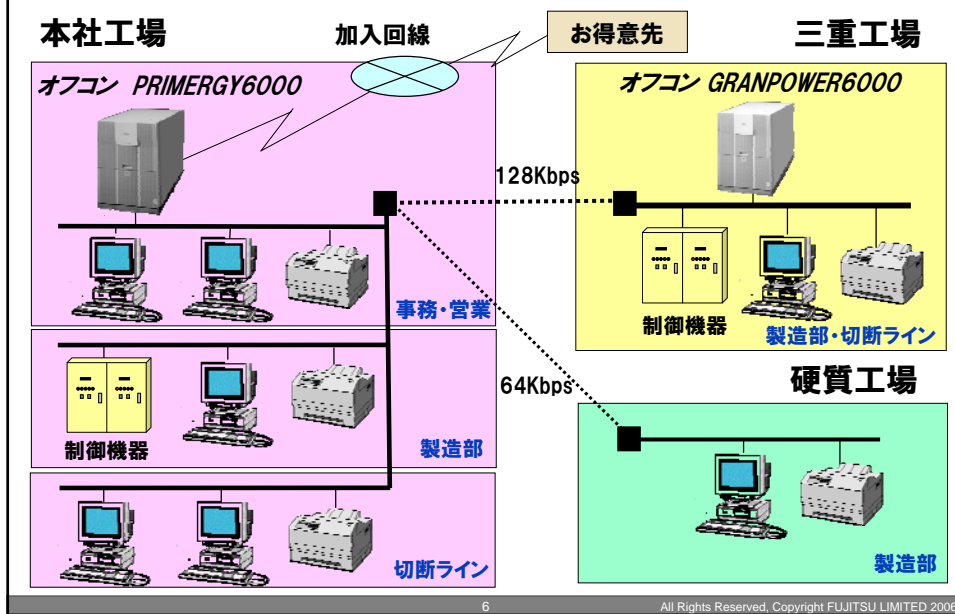 本社工場
加入回線
お得意先
三重工場
オフコン PRIMERGY6000
オフコン GRANPOWER6000
128Kbps
事務・営業
制御機器
製造部・切断ライン
64Kbps
硬質工場
制御機器
製造部
切断ライン
製造部
6
All Rights Reserved, Copyright FUJITSU LIMITED 2006